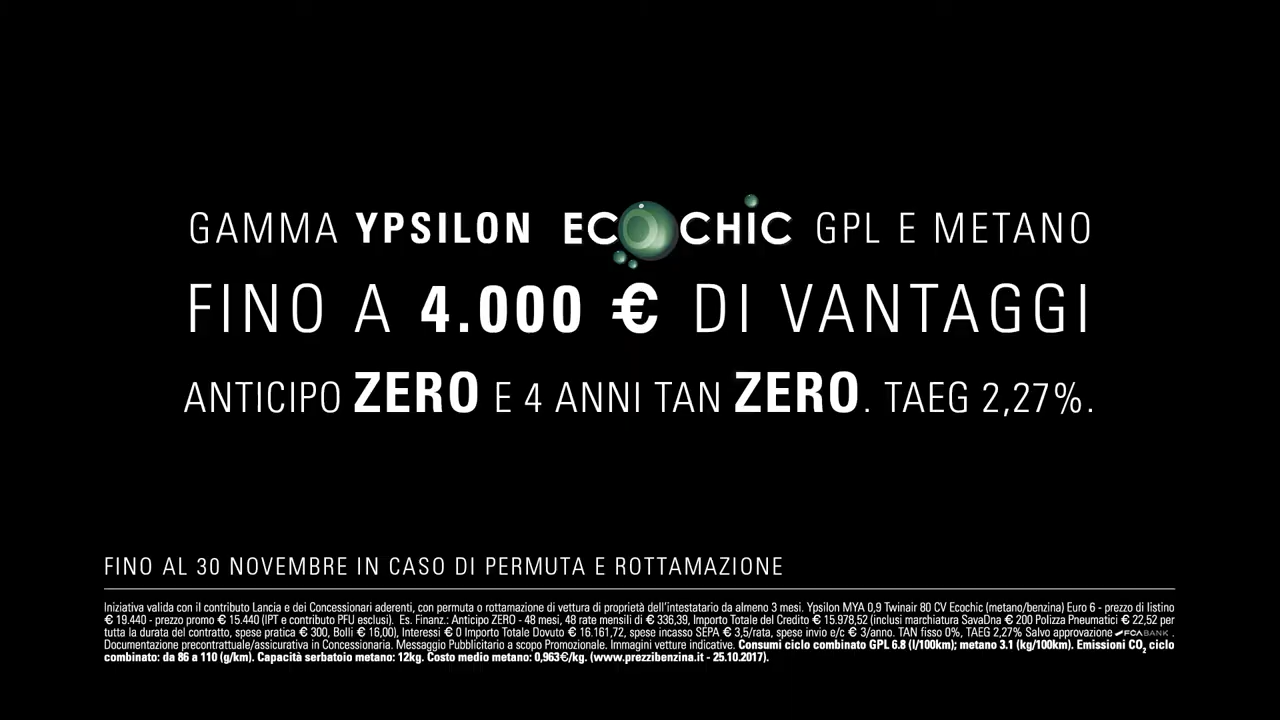 GAMMA YPSILON ECOCHIC GPL E METANO
FINO A 4.000 € DI VANTAGGI
ANTICIPO ZERO E 4 ANNI TAN ZERO. TAEG 2,27%.
FINO AL 30 NOVEMBRE IN CASO DI PERMUTA E ROTTAMAZIONE
Iniziativa valida con il contributo Lancia e dei Concessionari aderenti, con permuta o rottamazione di vettura di proprietà dell'intestatario da almeno 3 mesi. Ypsilon MYA 0,9 Twinair 80 CV Ecochic (metano/benzina) Euro 6 - prezzo di listino
€ 19.440 - prezzo promo € 15.440 (IPT e contributo PFU esclusi). Es. Finanz.: Anticipo ZERO - 48 mesi, 48 rate mensili di € 336,39, Importo Totale del Credito € 15.978,52 (inclusi marchiatura SavaDna € 200 Polizza Pneumatici € 22,52 per
tutta la durata del contratto, spese pratica € 300, Bolli € 16,00), Interessi € 0 Importo Totale Dovuto € 16.161,72, spese incasso SEPA € 3,5/rata, spese invio e/c € 3/anno. TAN fisso 0%, TAEG 2,27% Salvo approvazione FCA BANK .
Documentazione precontrattuale/assicurativa in Concessionaria. Messaggio Pubblicitario a scopo Promozionale. Immagini vetture indicative. Consumi ciclo combinato GPL 6.8 (l/100km); metano 3.1 (kg/100km). Emissioni CO2 ciclo
combinato: da 86 a 110 (g/km). Capacità serbatoio metano: 12kg. Costo medio metano: 0,963€/kg. (www.prezzibenzina.it - 25.10.2017).